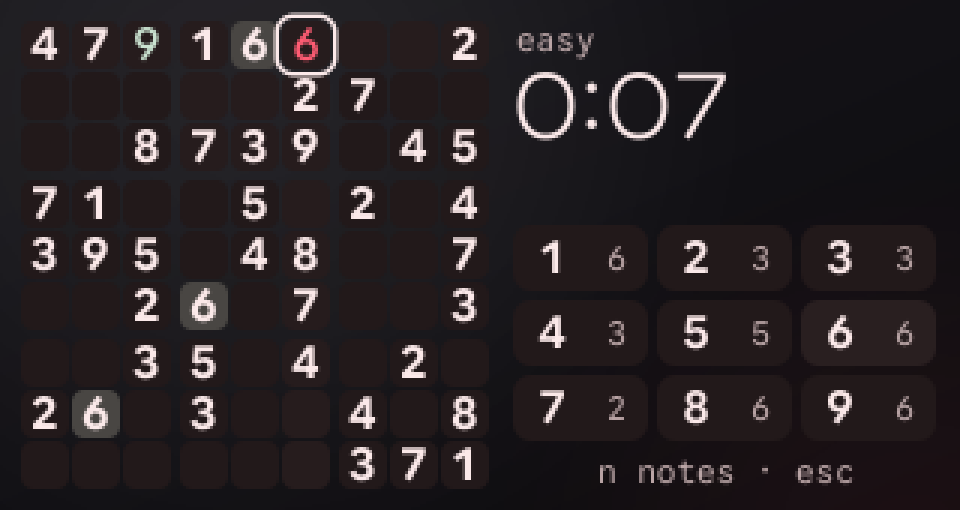 4 7 9 1 6 6 2
2 7
8 7 3 9 4 5
7 1 5 2 4
3 9 5 4 8 7
2 6 7 3
3 5 4 2
2 6 3 4 8
3 7 1
easy
0:07
1 6 2 3 3 3
4 3 5 5 6 6
7 2 8 6 9 6
n notes · esc